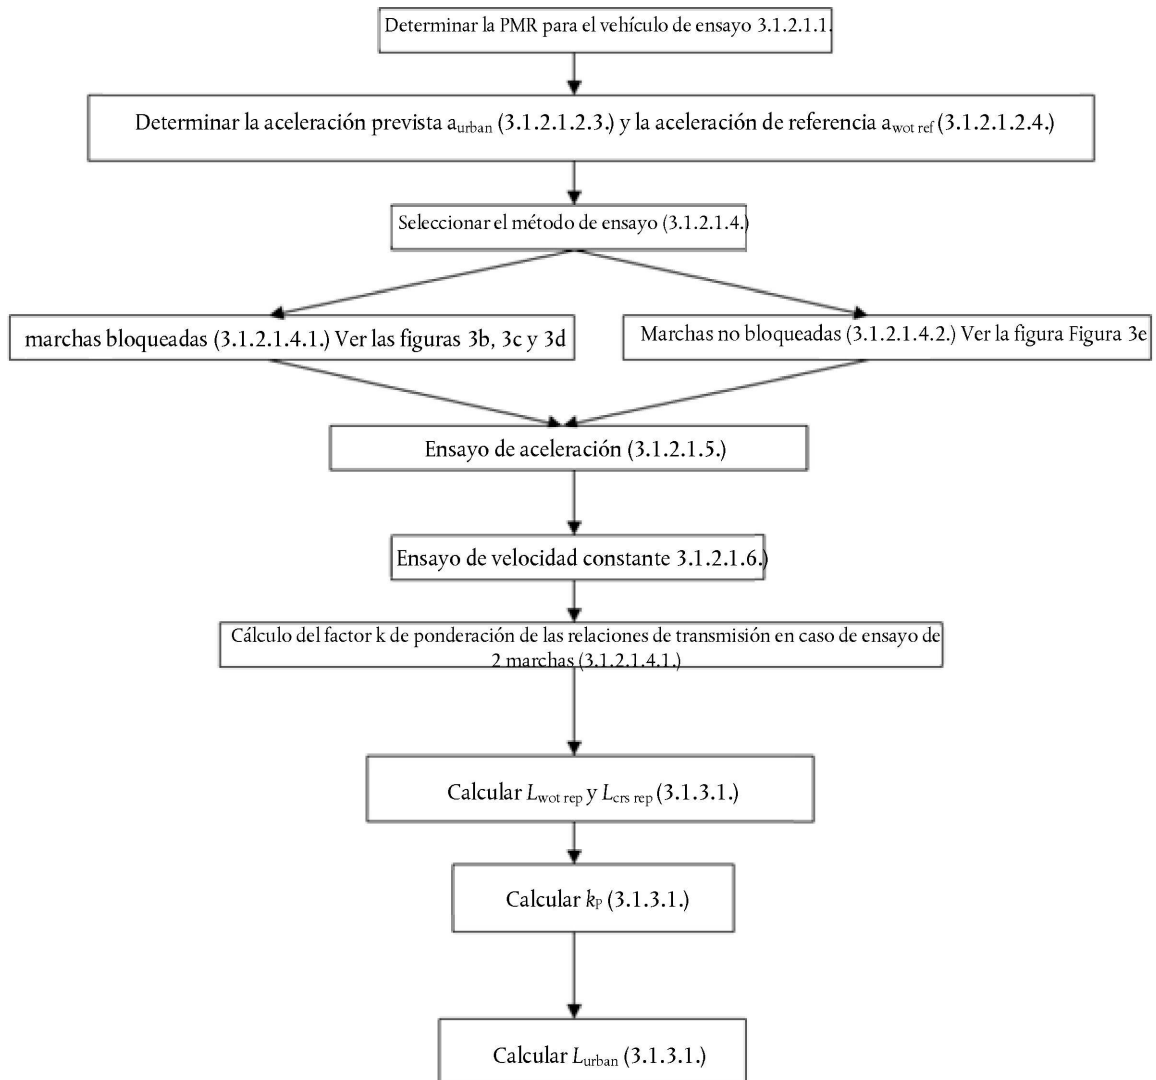 Determinar la PMR para el vehículo de ensayo 3.1.2.1.1.
Determinar la aceleración prevista aurban (3.1.2.1.2.3.) y la aceleración de referencia awot ref (3.1.2.1.2.4.)
Seleccionar el método de ensayo (3.1.2.1.4.)
marchas bloqueadas (3.1.2.1.4.1.) Ver las figuras 3b, 3c y 3d
Marchas no bloqueadas (3.1.2.1.4.2.) Ver la figura Figura 3e
Ensayo de aceleración (3.1.2.1.5.)
Ensayo de velocidad constante 3.1.2.1.6.)
Cálculo del factor k de ponderación de las relaciones de transmisión en caso de ensayo de
2 marchas (3.1.2.1.4.1.)
Calcular Lwot rep y Lcrs rep (3.1.3.1.)
Calcular kP (3.1.3.1.)
Calcular Lurban (3.1.3.1.)